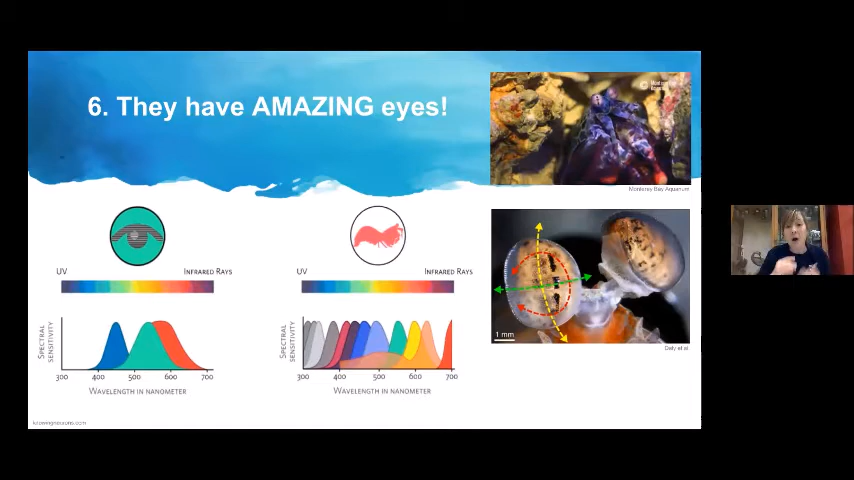 6. They have AMAZING eyes!
Monterey Bay Aquarium
UV INFRARED RAYS
SPECTRAL SENSITIVITY
300 400 500 600 700
WAVELENGTH IN NANOMETER
UV INFRARED RAYS
SPECTRAL SENSITIVITY
300 400 500 600 700
WAVELENGTH IN NANOMETER
1 mm
Daly et al.
knowingneurons.com